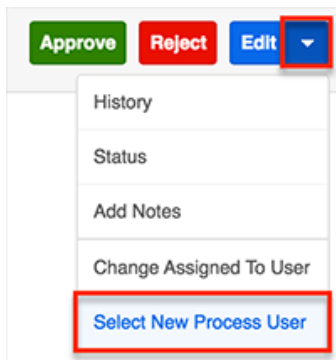 Approve Reject Edit
History
Status
Add Notes
Change Assigned To User
Select New Process User